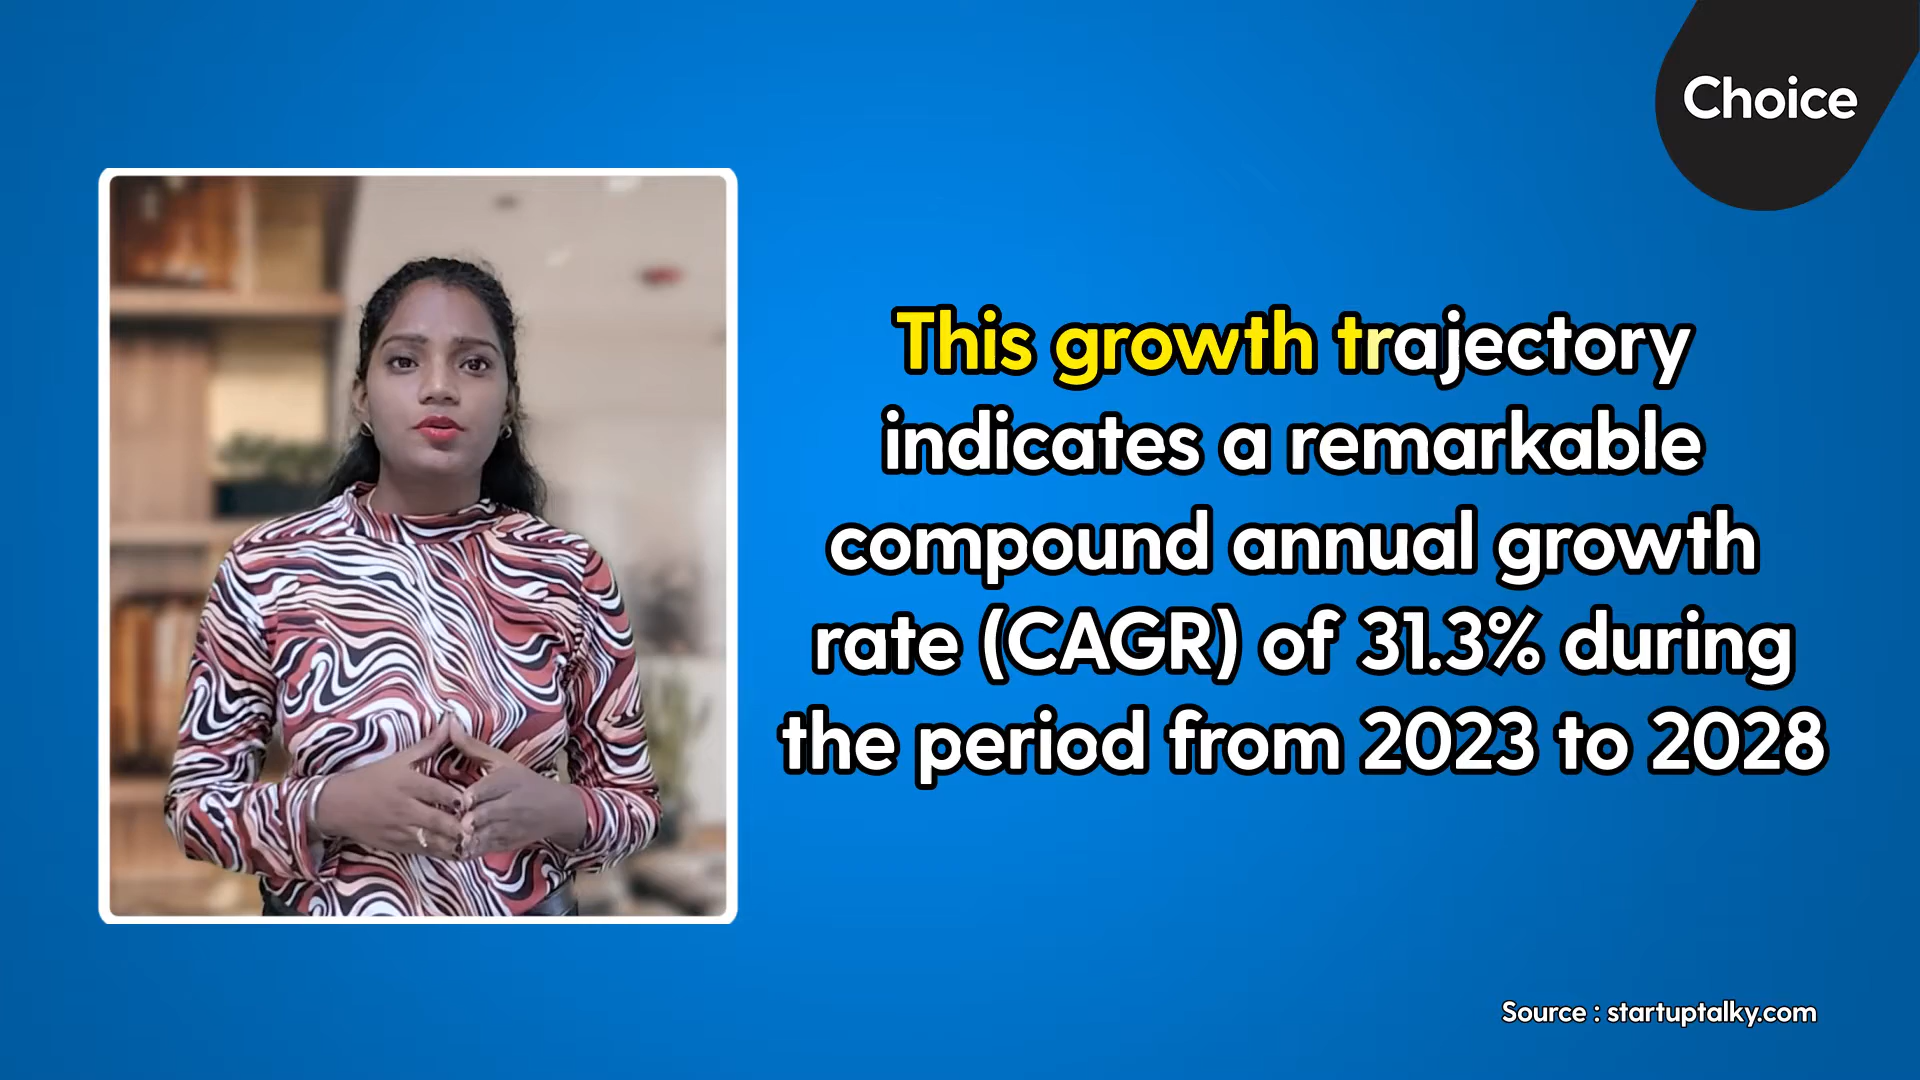 Choice
This growth trajectory
indicates a remarkable
compound annual growth
rate (CAGR) of 31.3% during
the period from 2023 to 2028
Source : startuptalky.com